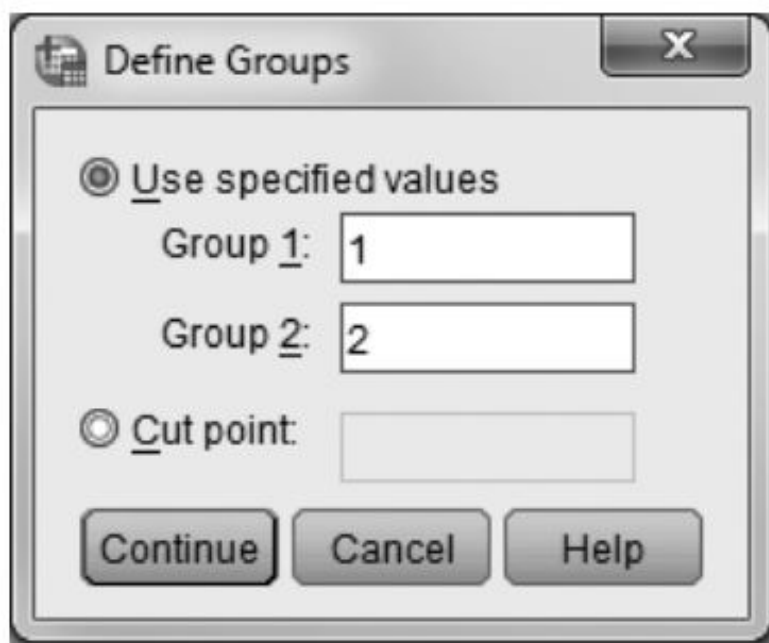 Define Groups
Use specified values
Group 1: 1
Group 2: 2
Cut point:
Continue Cancel Help